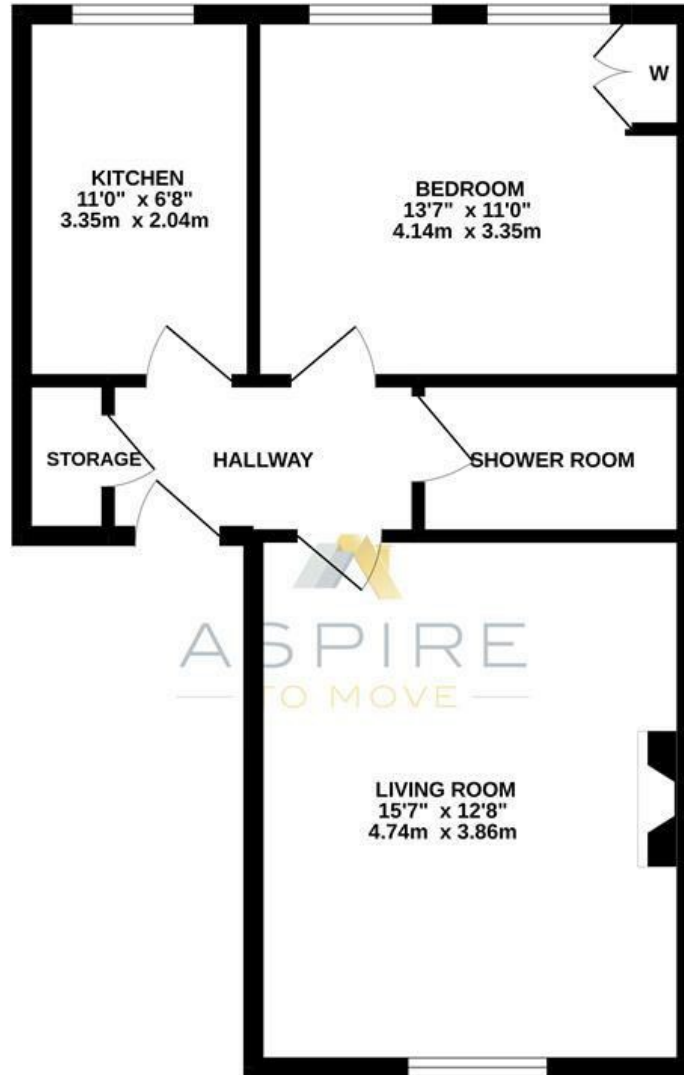 KITCHEN
11'0" x 6'8"
3.35m x 2.04m
BEDROOM
13'7" x 11'0"
4.14m x 3.35m
W
STORAGE
HALLWAY
SHOWER ROOM
ASPIRE
TO MOVE
LIVING ROOM
15'7" x 12'8"
4.74m x 3.86m